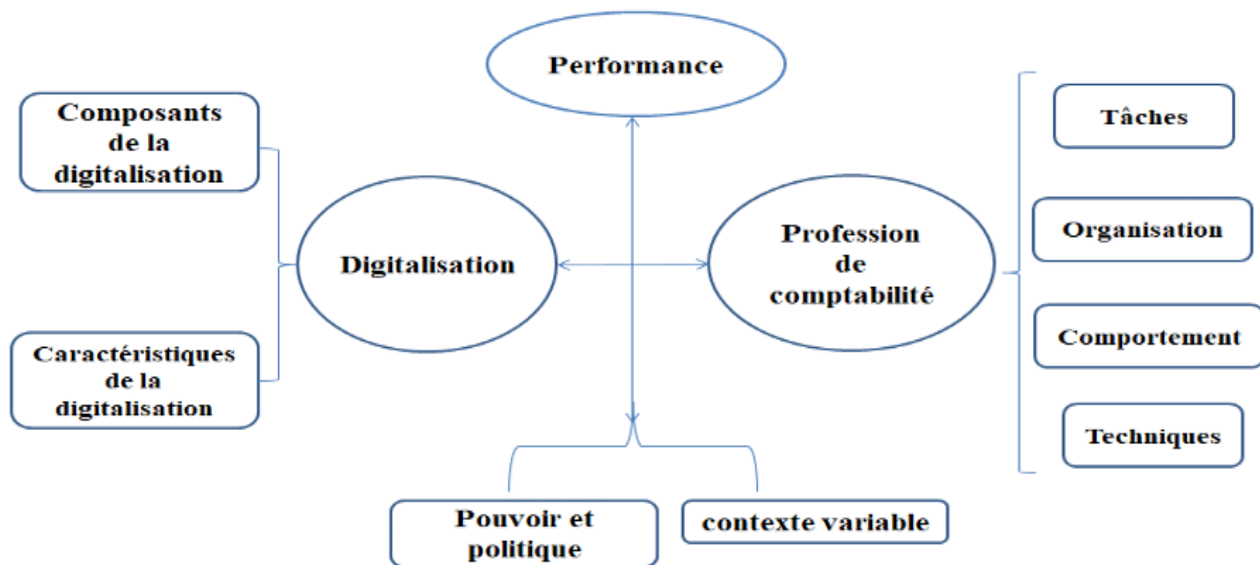 Performance
Composants
de la
digitalisation
Tâches
Organisation
Profession
de
comptabilité
Digitalisation
Comportement
Caractéristiques
de la
digitalisation
Techniques
Pouvoir et
politique
contexte variable